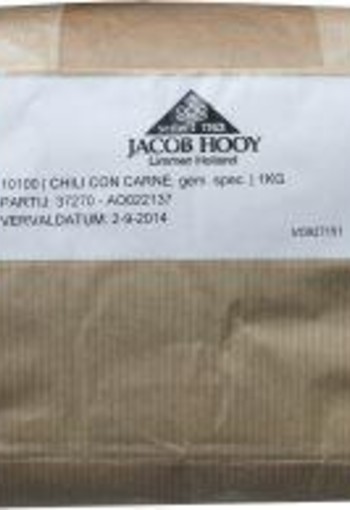 SINDS 1743
JACOB HOOY
Limmen Holland
10100 | CHILI CON CARNE, gem. spec. | 1KG
PARTIJ: 37270 - AO022137
VERVALDATUM: 2-9-2014